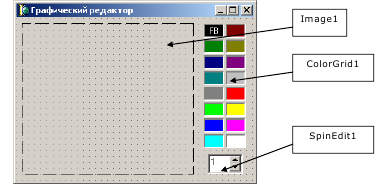 Графический редактор
Image1
FB
ColorGrid1
SpinEdit1
1